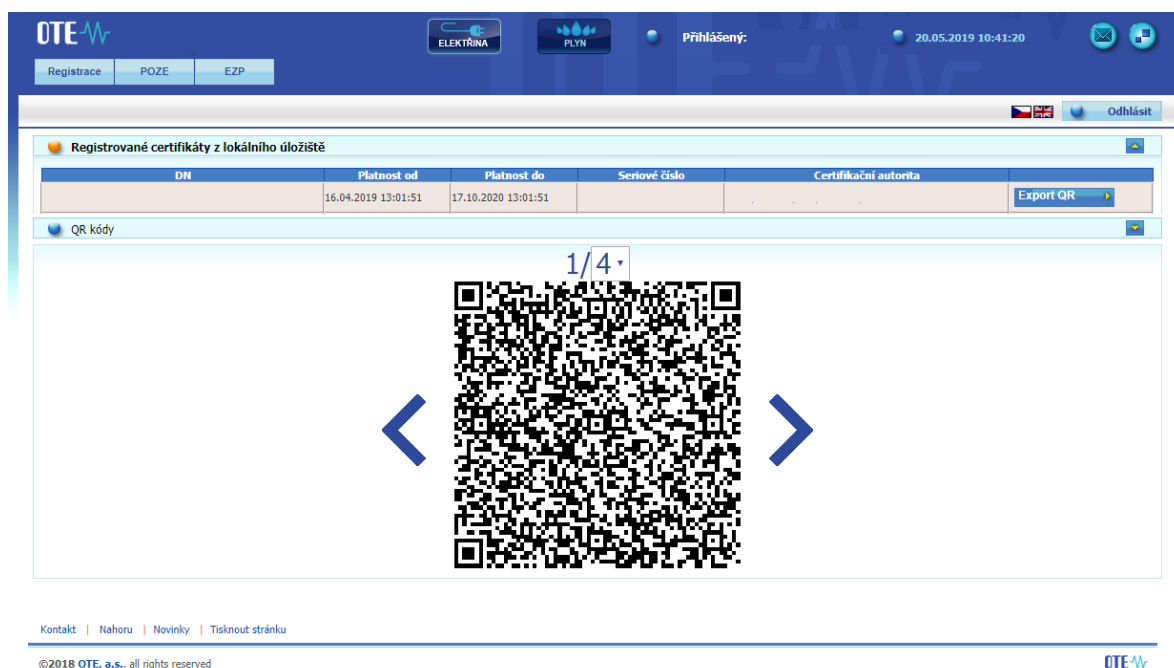 OTE
ELEKTŘINA
PLYN
Přihlášený:
20.05.2019 10:41:20
Registrace
POZE
EZP
Odhlásit
Registrované certifikáty z lokálního úložiště
DN Platnost od Platnost do Seriové číslo Certifikační autorita
16.04.2019 13:01:51 17.10.2020 13:01:51 Export QR
QR kódy
1/4
Kontakt | Nahoru | Novinky | Tisknout stránku
©2018 OTE, a.s., all rights reserved
OTE